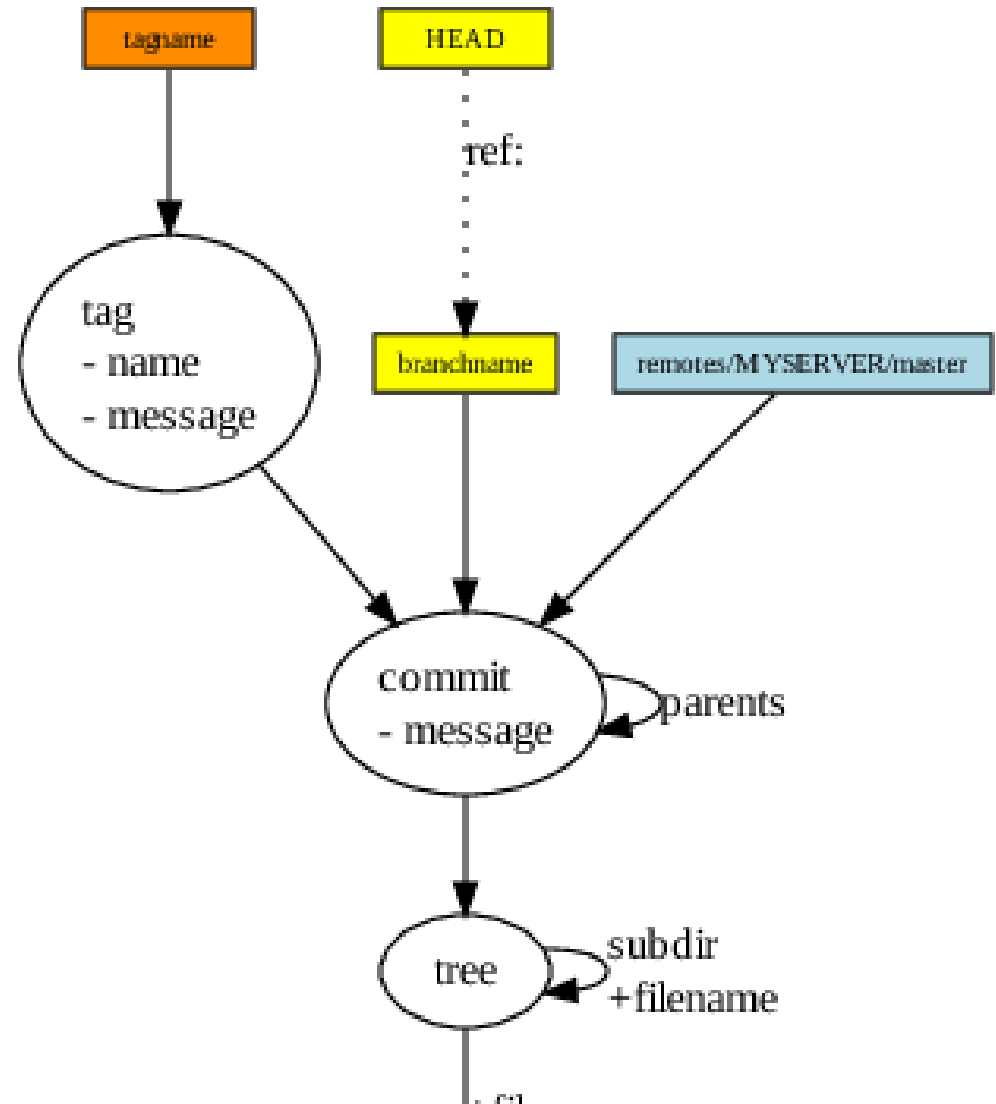 tagname
HEAD
ref:
tag
- name
- message
branchname
remotes/MYSERVER/master
commit
- message
parents
tree
subdir
+filename